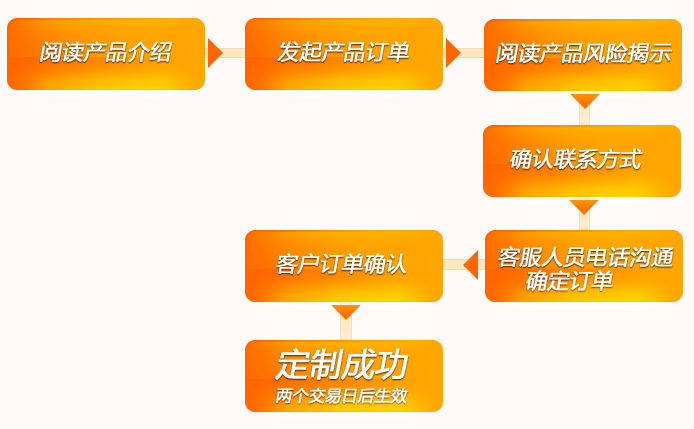 阅读产品介绍
发起产品订单
阅读产品风险揭示
确认联系方式
客服人员电话沟通
确定订单
客户订单确认
定制成功
两个交易日后生效